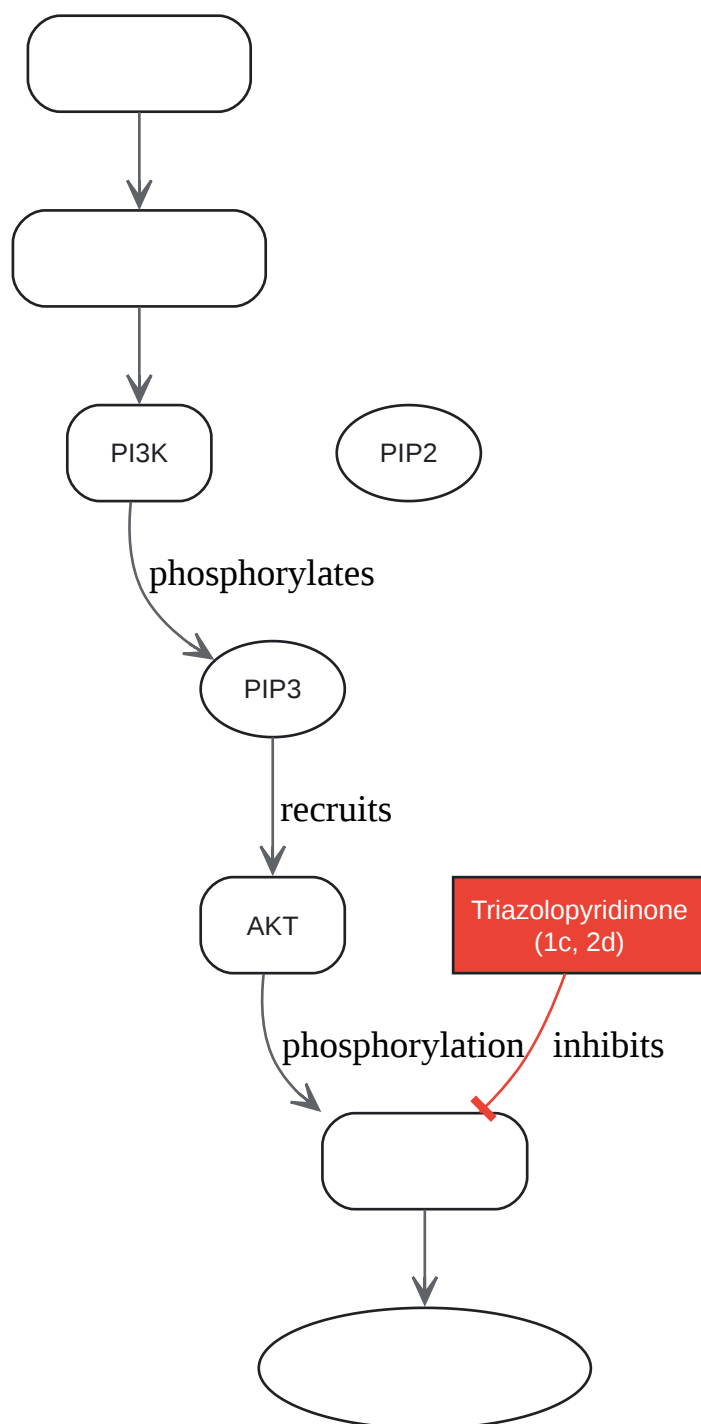 PI3K
PIP2
phosphorylates
PIP3
recruits
AKT
Triazolopyridinone
(1c, 2d)
phosphorylation
inhibits